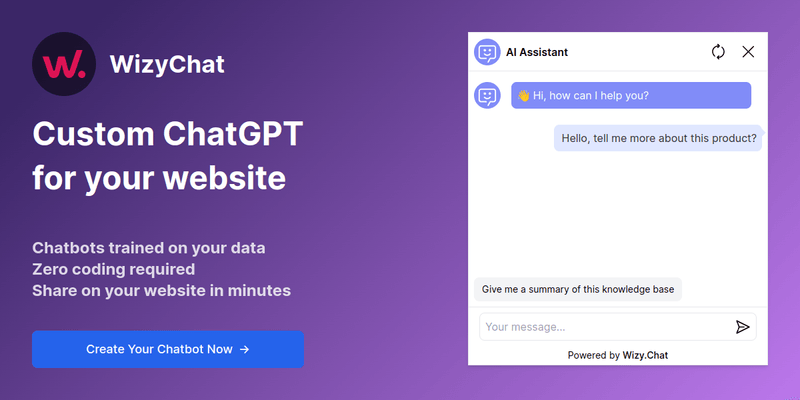 W.
WizyChat
Custom ChatGPT
for your website
Chatbots trained on your data
Zero coding required
Share on your website in minutes
Create Your Chatbot Now →
AI Assistant
👋 Hi, how can I help you?
Hello, tell me more about this product?
Give me a summary of this knowledge base
Your message...
Powered by Wizy.Chat